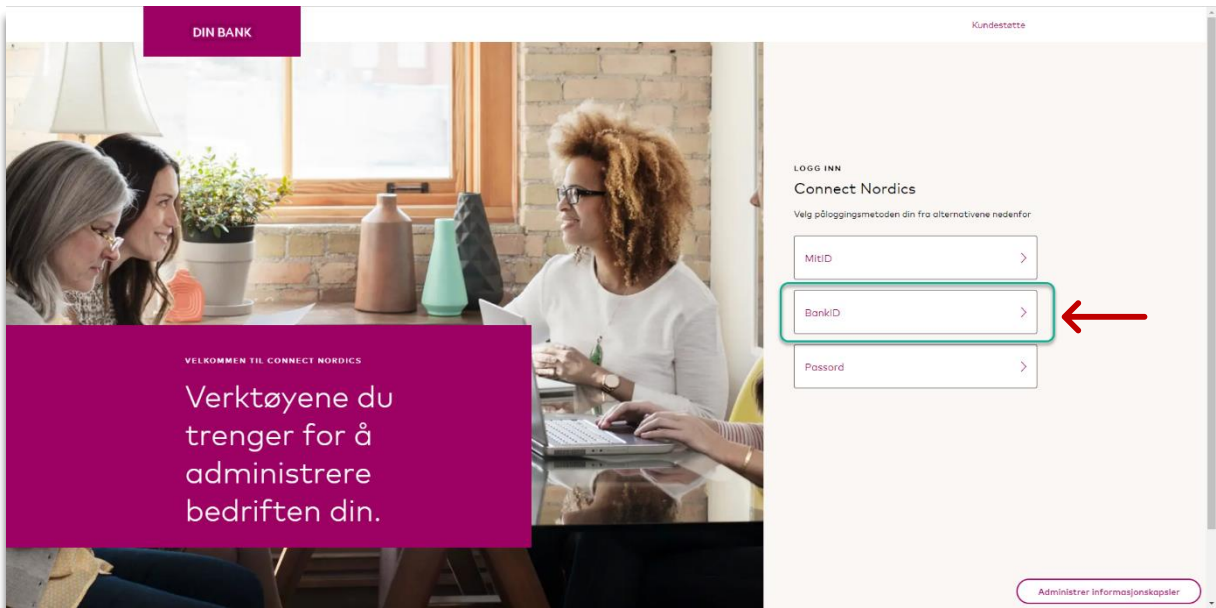 DIN BANK
Kundestøtte
LOGG INN
Connect Nordics
Velg påloggingsmetoden din fra alternativene nedenfor
MitID
BankID
Passord
VELKOMMEN TIL CONNECT NORDICS
Verktøyene du
trenger for å
administrere
bedriften din.
Administrer informasjonskapsler